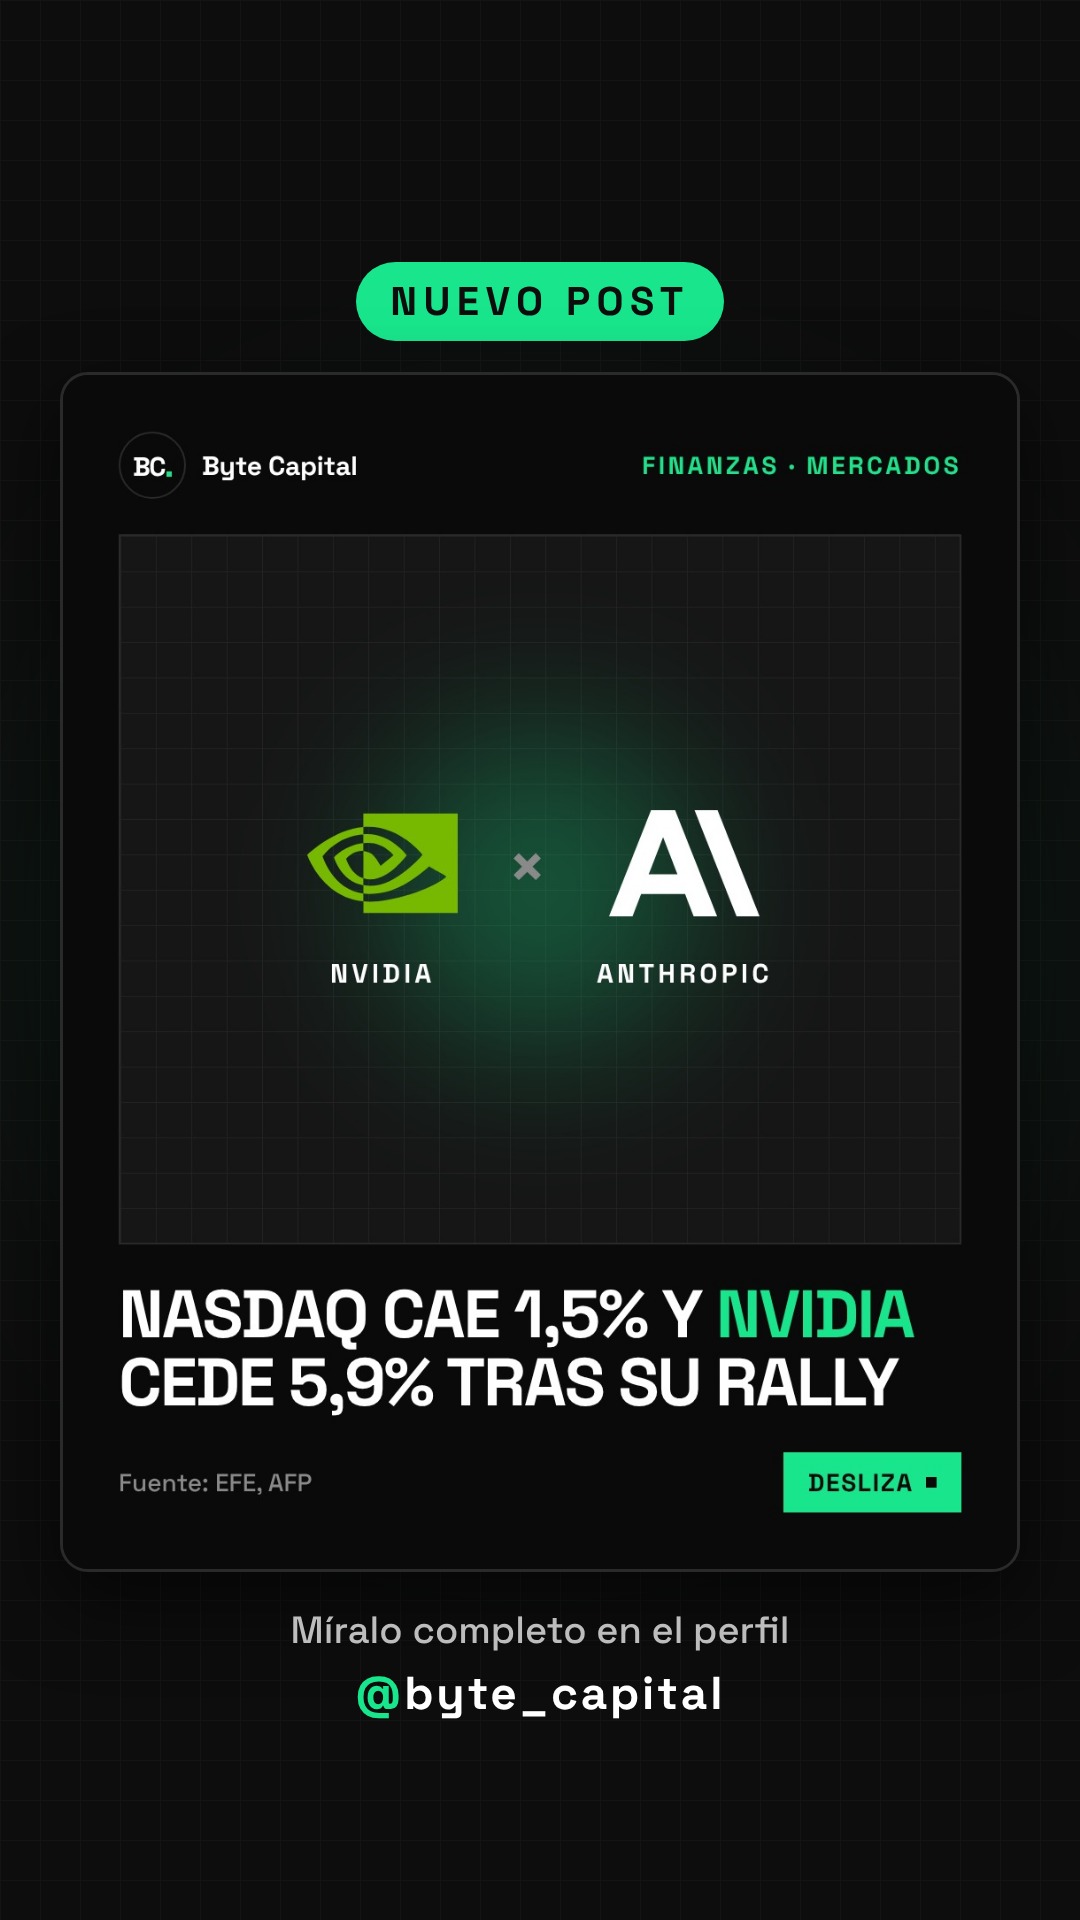 NUEVO POST
BC.
Byte Capital
FINANZAS · MERCADOS
NVIDIA
×
ANTHROPIC
NASDAQ CAE 1,5% Y NVIDIA
CEDE 5,9% TRAS SU RALLY
Fuente: EFE, AFP
DESLIZA
Míralo completo en el perfil
@byte_capital